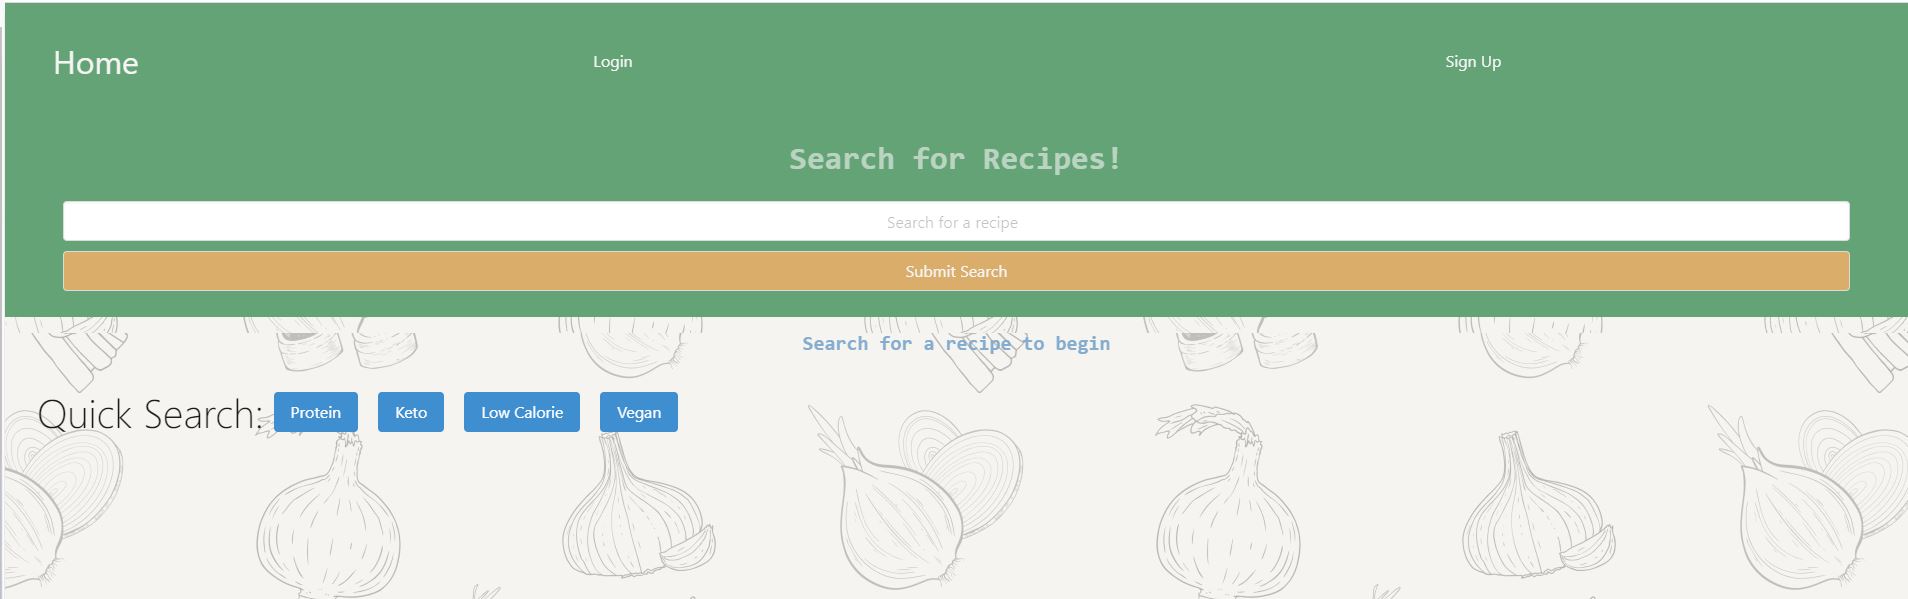 Home Login Sign Up
Search for Recipes!
Search for a recipe
Submit Search
Search for a recipe to begin
Quick Search: Protein Keto Low Calorie Vegan